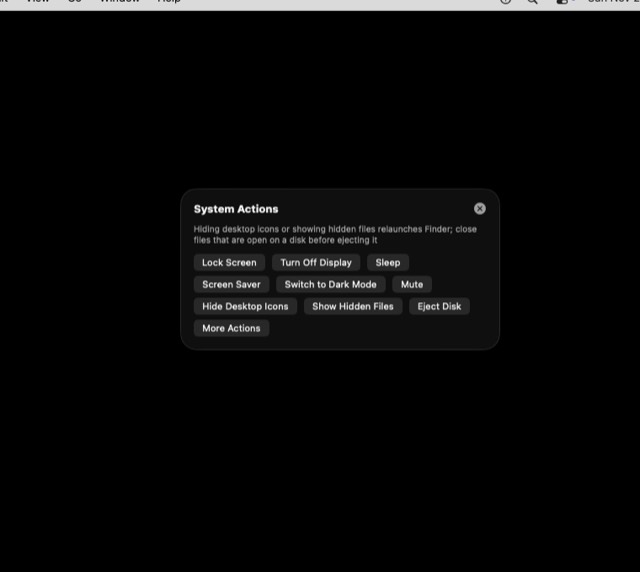 View Go Window Help
System Actions
Hiding desktop icons or showing hidden files relaunches Finder; close
files that are open on a disk before ejecting it
Lock Screen Turn Off Display Sleep
Screen Saver Switch to Dark Mode Mute
Hide Desktop Icons Show Hidden Files Eject Disk
More Actions